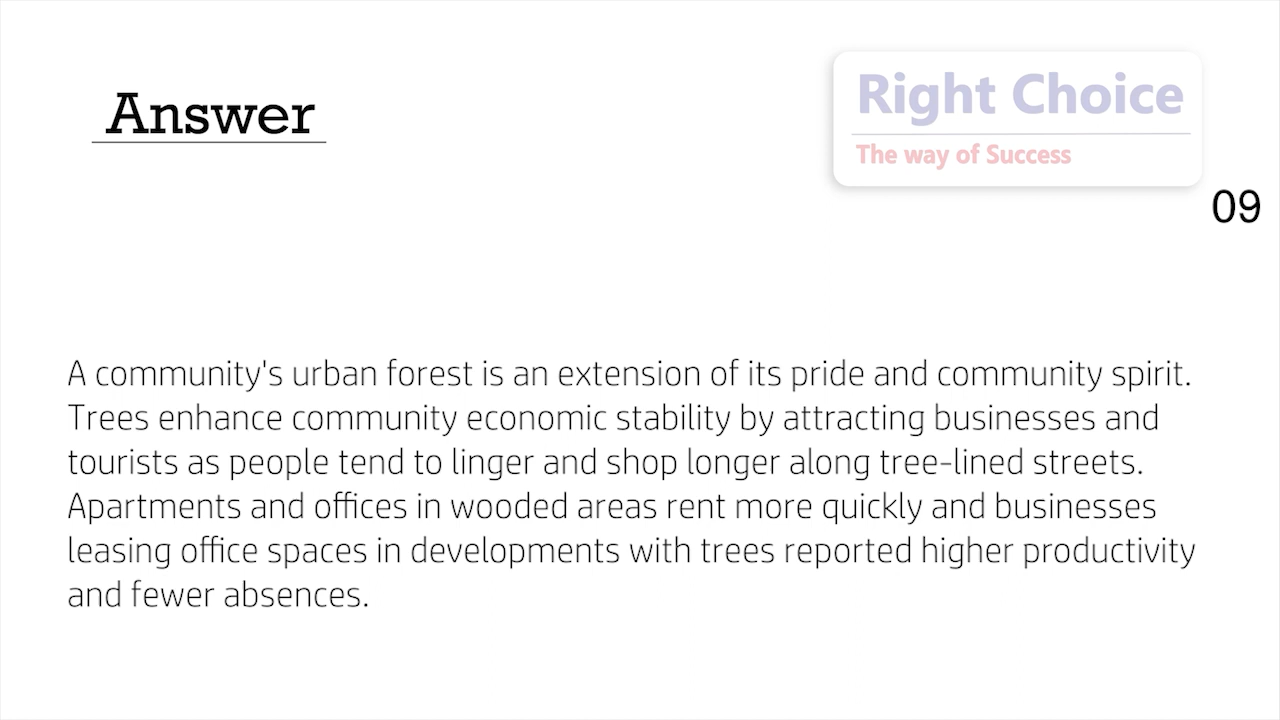 Answer
Right Choice
The way of Success
09
A community's urban forest is an extension of its pride and community spirit.
Trees enhance community economic stability by attracting businesses and
tourists as people tend to linger and shop longer along tree-lined streets.
Apartments and offices in wooded areas rent more quickly and businesses
leasing office spaces in developments with trees reported higher productivity
and fewer absences.